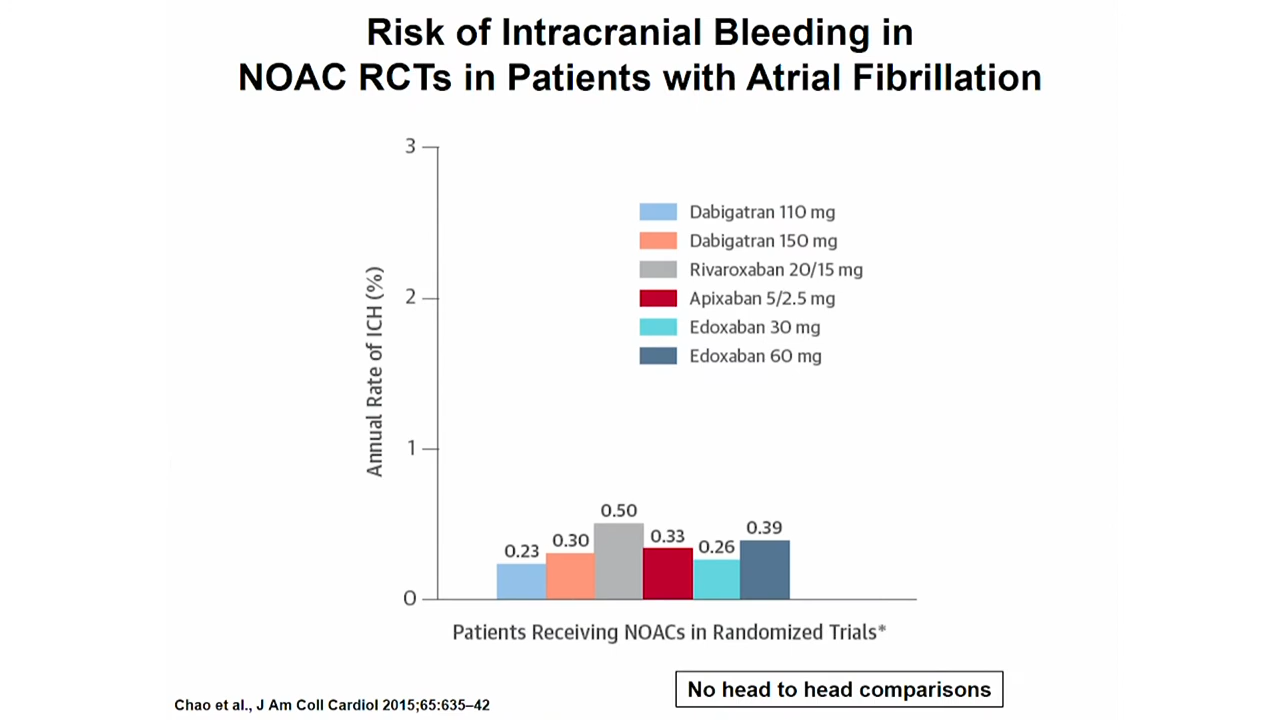 Risk of Intracranial Bleeding in
NOAC RCTs in Patients with Atrial Fibrillation
3
2
1
0
Annual Rate of ICH (%)
Dabigatran 110 mg
Dabigatran 150 mg
Rivaroxaban 20/15 mg
Apixaban 5/2.5 mg
Edoxaban 30 mg
Edoxaban 60 mg
0.23
0.30
0.50
0.33
0.26
0.39
Patients Receiving NOACs in Randomized Trials*
No head to head comparisons
Chao et al., J Am Coll Cardiol 2015;65:635–42